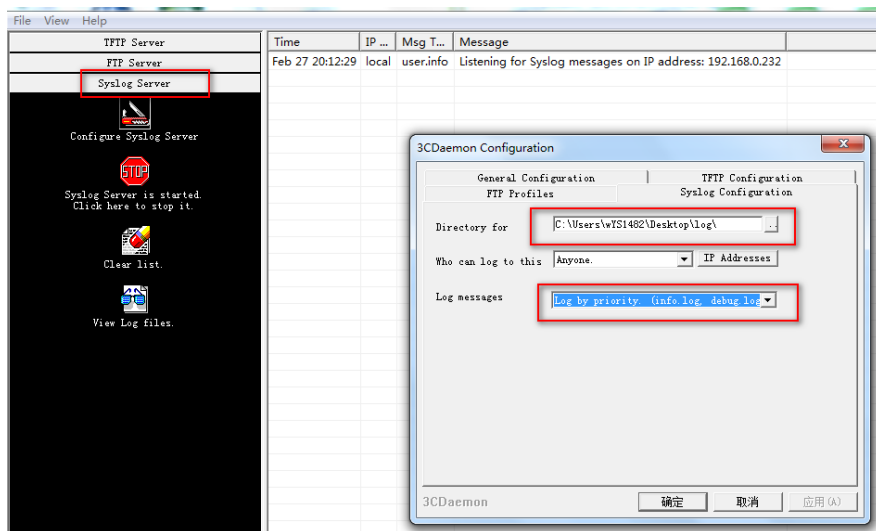 File View Help
TFTP Server
FTP Server
Syslog Server
Configure Syslog Server
STOP
Syslog Server is started.
Click here to stop it.
Clear list.
View Log files.
Time IP ... Msg T... Message
Feb 27 20:12:29 local user.info Listening for Syslog messages on IP address: 192.168.0.232
3CDaemon Configuration
General Configuration TFTP Configuration
FTP Profiles Syslog Configuration
Directory for C:\Users\wYS1482\Desktop\log\ ..
Who can log to this Anyone. IP Addresses
Log messages Log by priority. (info.log, debug.log
3CDaemon 确定 取消 应用(A)